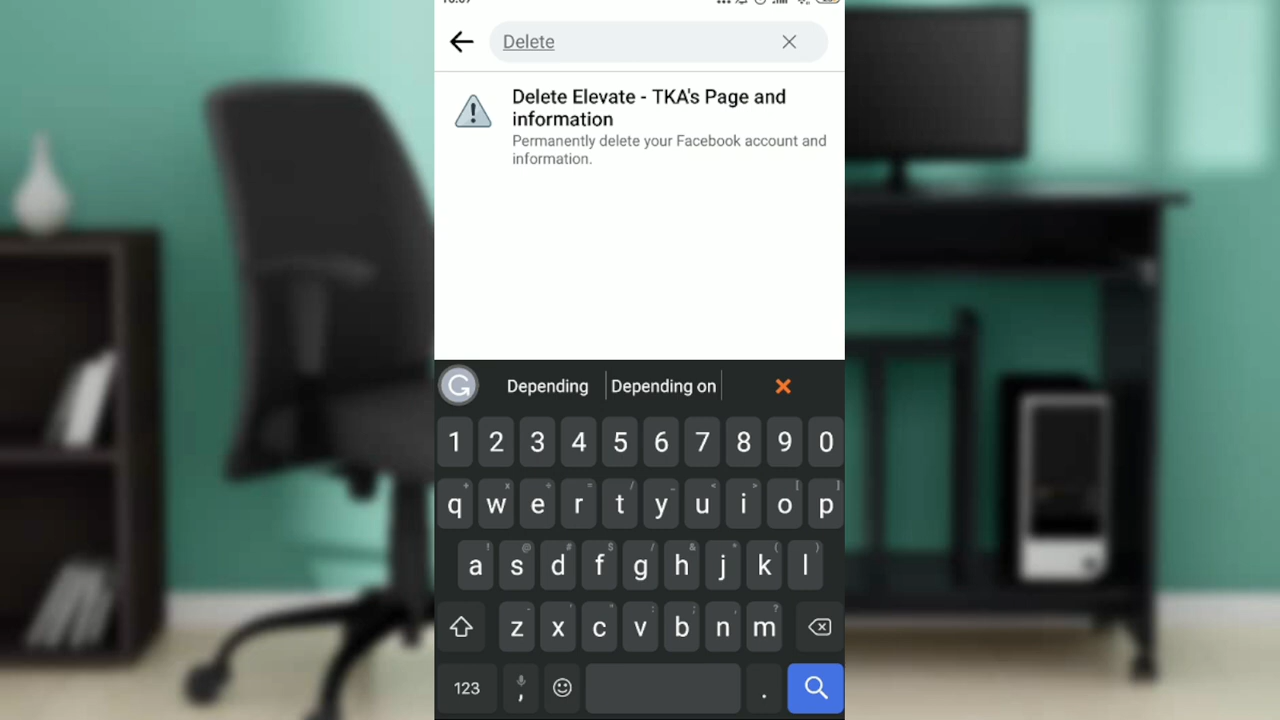 Delete
Delete Elevate - TKA's Page and
information
Permanently delete your Facebook account and
information.
Depending Depending on
1 2 3 4 5 6 7 8 9 0
q w e r t y u i o p
a s d f g h j k l
z x c v b n m
123 , .